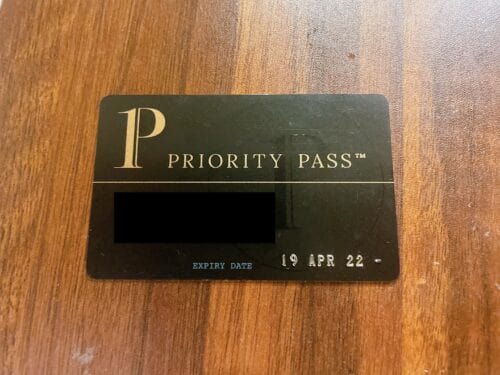 P
PRIORITY PASS™
EXPIRY DATE 19 APR 22 -